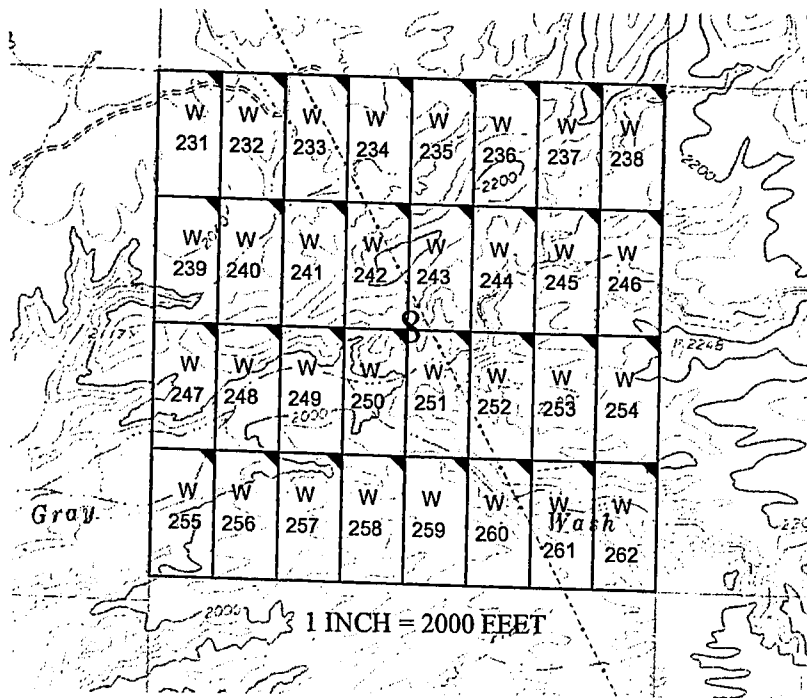 W W W W W W W W
231 232 233 234 235 236 237 238
2200
2200
W W W W W W W W
239 240 241 242 243 244 245 246
8
2248
W W W W W W W W
247 248 249 250 251 252 253 254
2000
W W W W W W W W
255 256 257 258 259 260 261 262
Gray Wash
2000
1 INCH = 2000 FEET